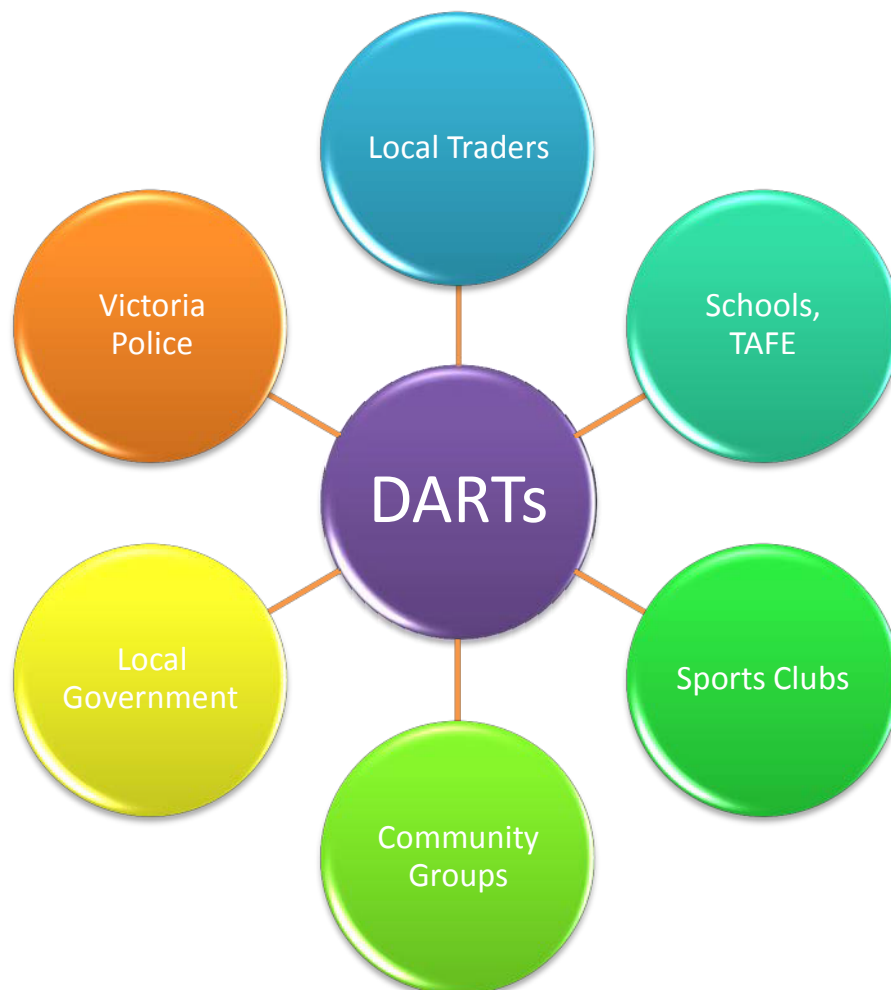 Local Traders
Victoria
Police
Schools,
TAFE
DARTs
Local
Government
Sports Clubs
Community
Groups